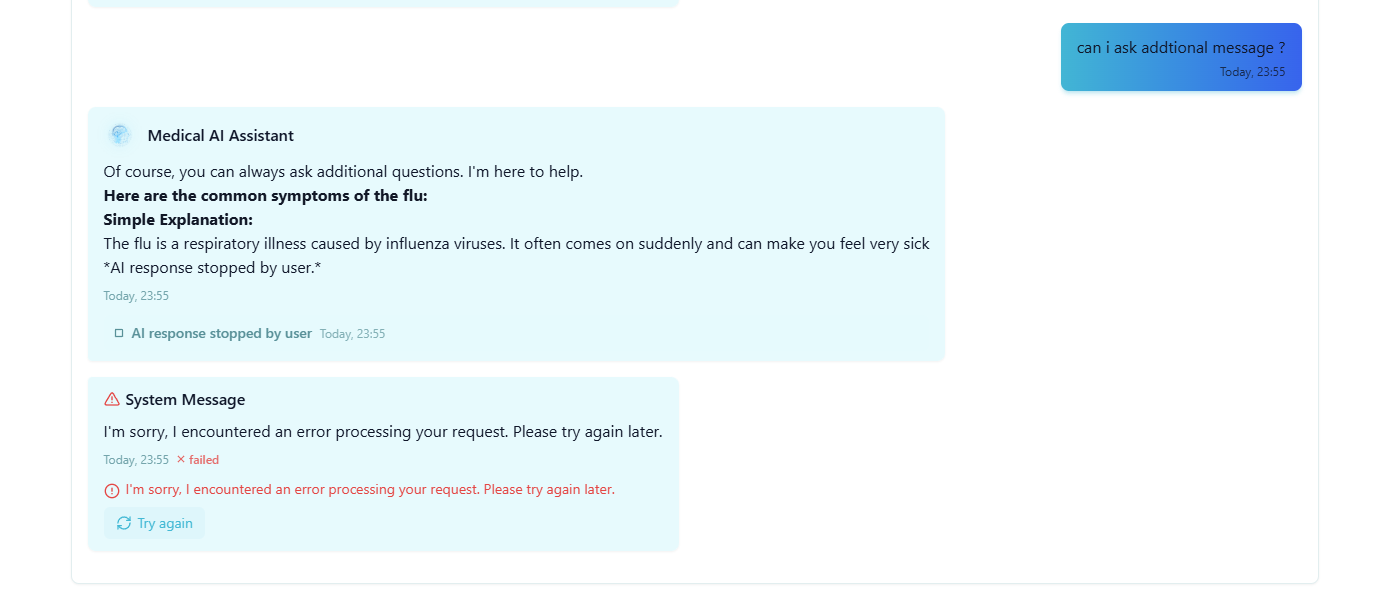 can i ask addtional message ?
Today, 23:55
Medical AI Assistant
Of course, you can always ask additional questions. I'm here to help.
Here are the common symptoms of the flu:
Simple Explanation:
The flu is a respiratory illness caused by influenza viruses. It often comes on suddenly and can make you feel very sick
*AI response stopped by user.*
Today, 23:55
AI response stopped by user Today, 23:55
System Message
I'm sorry, I encountered an error processing your request. Please try again later.
Today, 23:55 × failed
I'm sorry, I encountered an error processing your request. Please try again later.
Try again